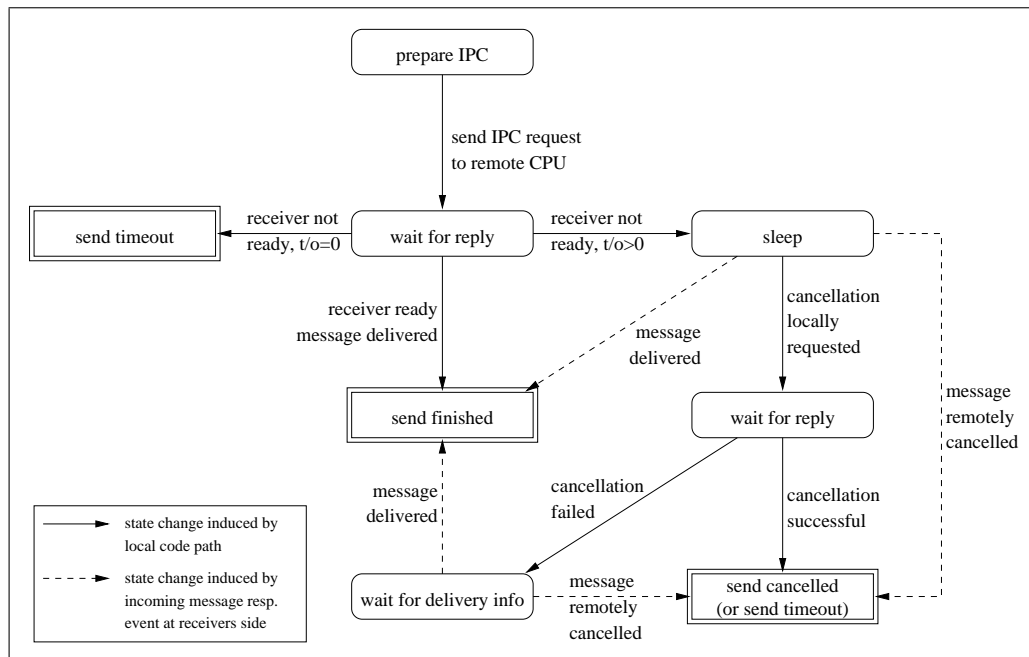 prepare IPC
send IPC request
to remote CPU
send timeout
receiver not
ready, t/o=0
wait for reply
receiver not
ready, t/o>0
sleep
receiver ready
message delivered
message
delivered
cancellation
locally
requested
message
remotely
cancelled
send finished
wait for reply
message
delivered
cancellation
failed
cancellation
successful
state change induced by
local code path
state change induced by
incoming message resp.
event at receivers side
wait for delivery info
message
remotely
cancelled
send cancelled
(or send timeout)